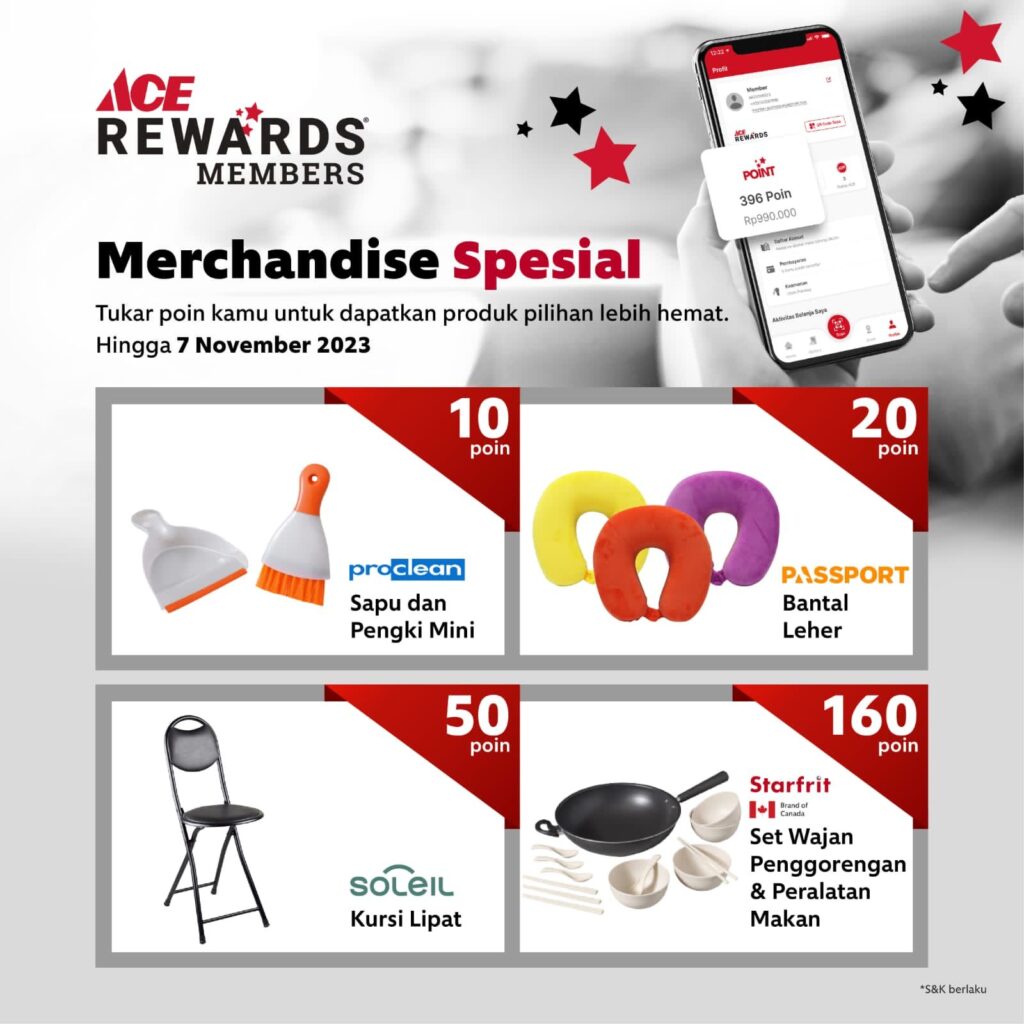 ACE
REWARDS®
MEMBERS
Merchandise Spesial
Tukar poin kamu untuk dapatkan produk pilihan lebih hemat.
Hingga 7 November 2023
12:22
Profil
Member
ACE
REWARDS
POINT
396 Poin
Rp990.000
Daftar Alamat
Pembayaran
Keamanan
Aktivitas Belanja Saya
10
poin
proclean
Sapu dan
Pengki Mini
20
poin
PASSPORT
Bantal
Leher
50
poin
SOLEIL
Kursi Lipat
160
poin
Starfrit
Brand of
Canada
Set Wajan
Penggorengan
& Peralatan
Makan
*S&K berlaku